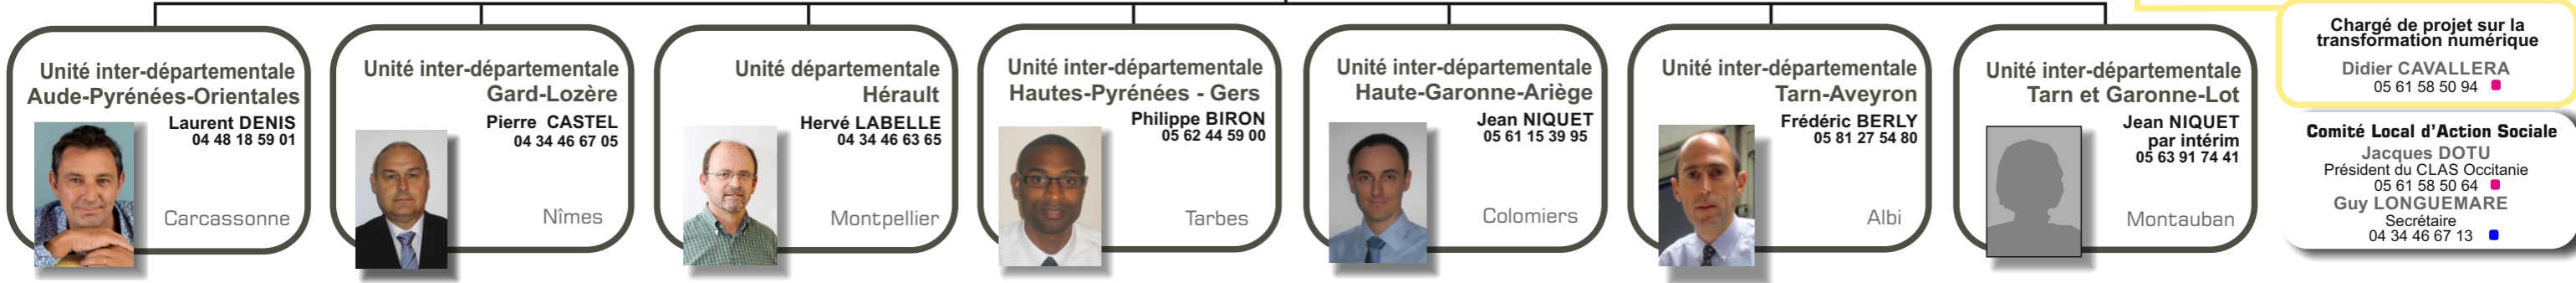 Unité inter-départementale
Aude-Pyrénées-Orientales
Laurent DENIS
04 48 18 59 01
Carcassonne
Unité inter-départementale
Gard-Lozère
Pierre CASTEL
04 34 46 67 05
Nîmes
Unité départementale
Hérault
Hervé LABELLE
04 34 46 63 65
Montpellier
Unité inter-départementale
Hautes-Pyrénées - Gers
Philippe BIRON
05 62 44 59 00
Tarbes
Unité inter-départementale
Haute-Garonne-Ariège
Jean NIQUET
05 61 15 39 95
Colomiers
Unité inter-départementale
Tarn-Aveyron
Frédéric BERLY
05 81 27 54 80
Albi
Unité inter-départementale
Tarn et Garonne-Lot
Jean NIQUET
par intérim
05 63 91 74 41
Montauban
Chargé de projet sur la
transformation numérique
Didier CAVALLERA
05 61 58 50 94
Comité Local d'Action Sociale
Jacques DOTU
Président du CLAS Occitanie
05 61 58 50 64
Guy LONGUEMARE
Secrétaire
04 34 46 67 13